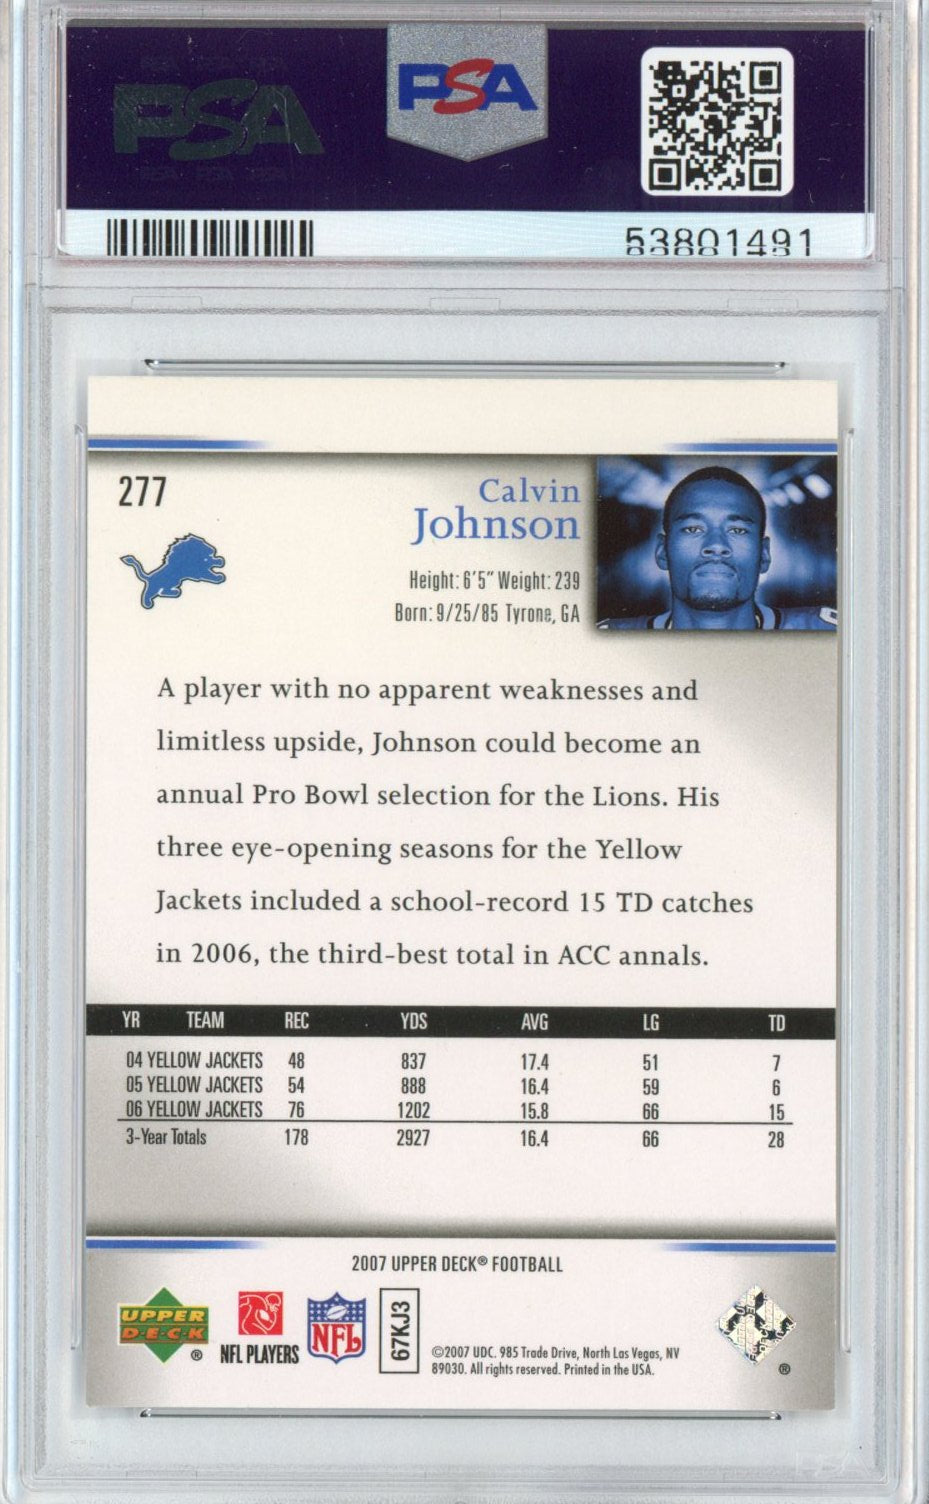 PSA
PSA
53801491
277
Calvin
Johnson
Height: 6'5" Weight: 239
Born: 9/25/85 Tyrone, GA
A player with no apparent weaknesses and
limitless upside, Johnson could become an
annual Pro Bowl selection for the Lions. His
three eye-opening seasons for the Yellow
Jackets included a school-record 15 TD catches
in 2006, the third-best total in ACC annals.
YR TEAM REC YDS AVG LG TD
04 YELLOW JACKETS 48 837 17.4 51 7
05 YELLOW JACKETS 54 888 16.4 59 6
06 YELLOW JACKETS 76 1202 15.8 66 15
3-Year Totals 178 2927 16.4 66 28
2007 UPPER DECK® FOOTBALL
UPPER
D·E·C·K
®
NFL PLAYERS
NFL
67KJ3
©2007 UDC. 985 Trade Drive, North Las Vegas, NV
89030. All rights reserved. Printed in the USA.
®
PSA